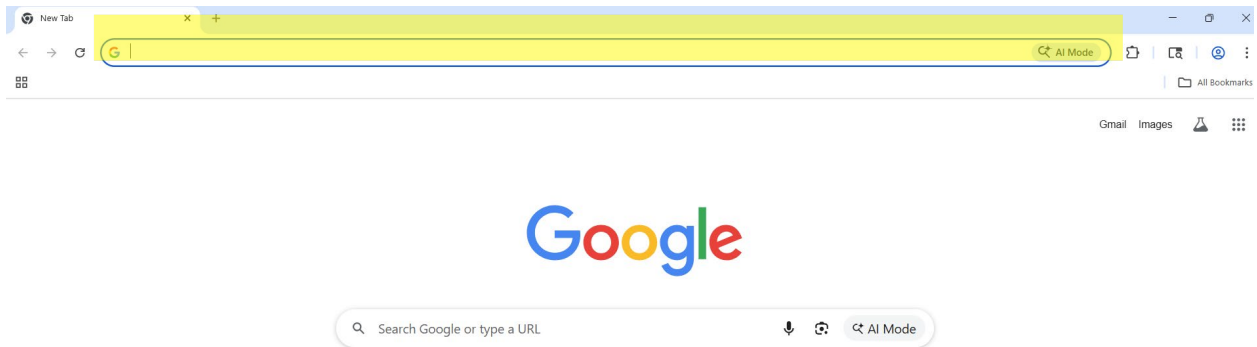 New Tab
AI Mode
All Bookmarks
Gmail Images
Google
Search Google or type a URL AI Mode